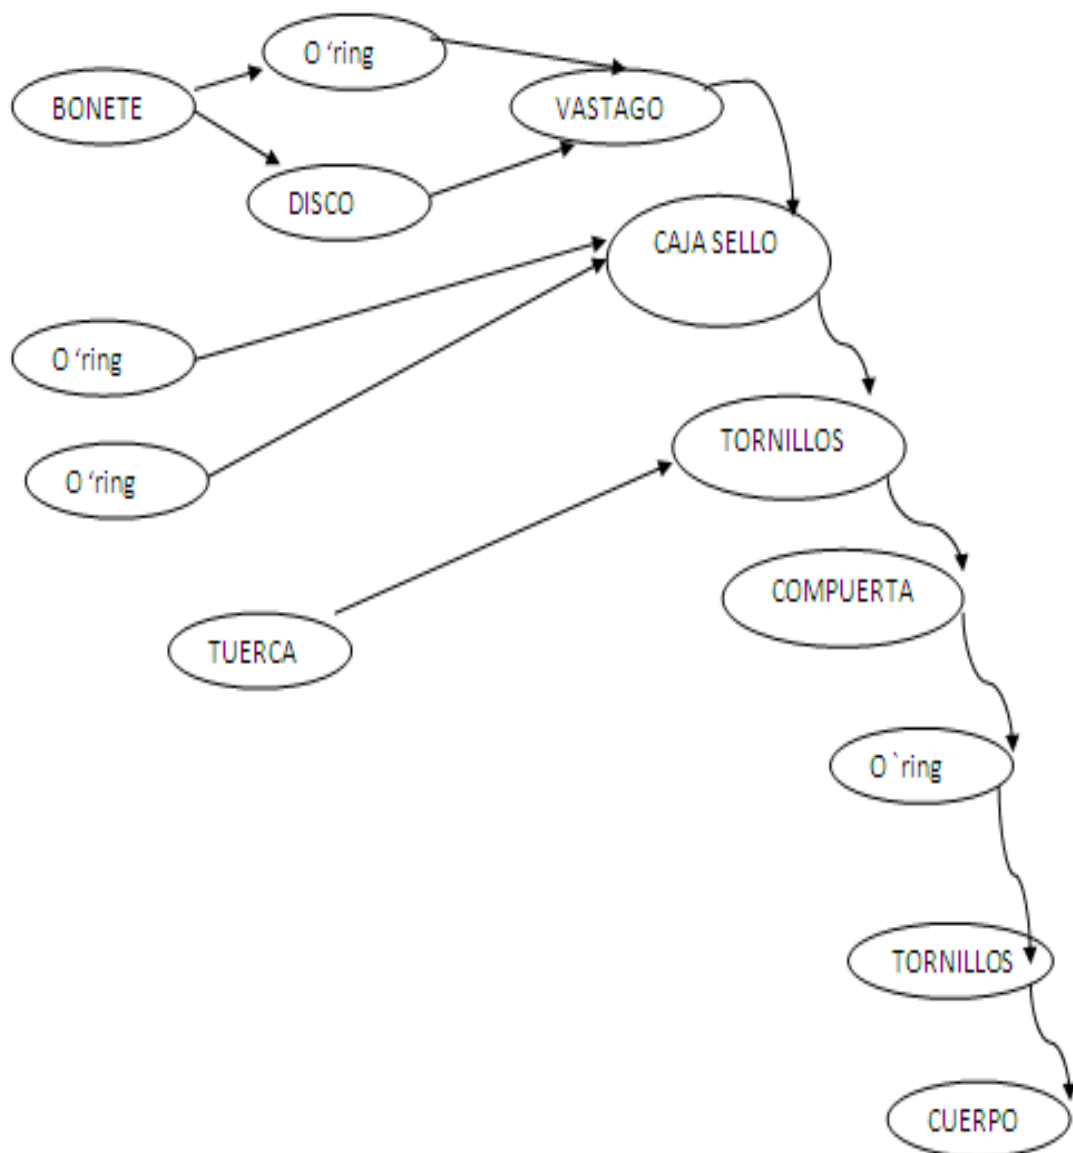 O ‘ring
BONETE
VASTAGO
DISCO
CAJA SELLO
O ‘ring
TORNILLOS
O ‘ring
COMPUERTA
TUERCA
O `ring
TORNILLOS
CUERPO